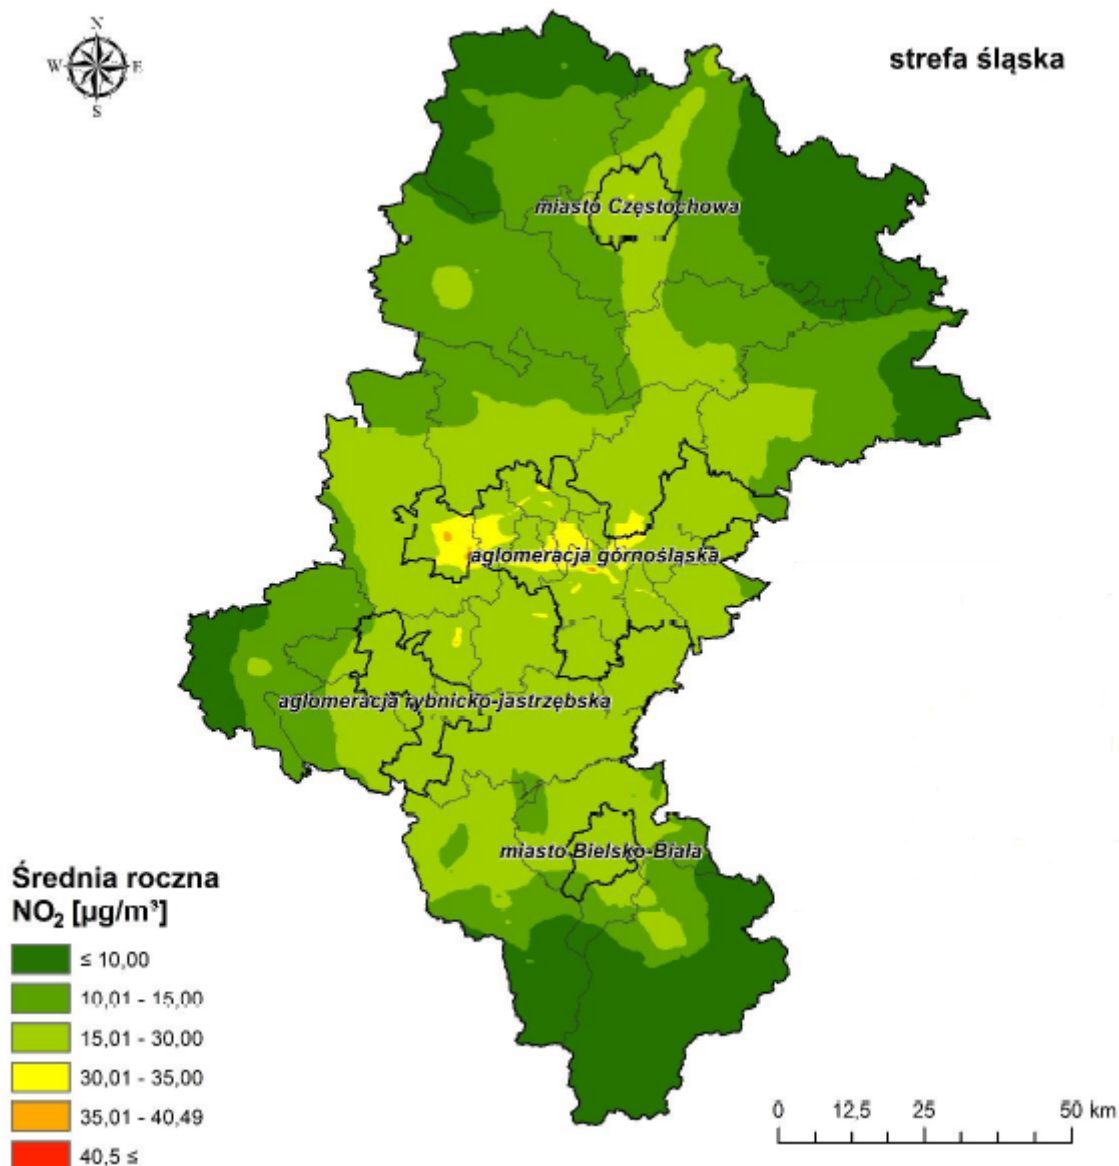 N
W E
S
strefa śląska
miasto Częstochowa
aglomeracja górnośląska
aglomeracja rybnicko-jastrzębska
miasto Bielsko-Biała
Średnia roczna
NO₂ [µg/m³]
≤ 10,00
10,01 - 15,00
15,01 - 30,00
30,01 - 35,00
35,01 - 40,49
40,5 ≤
0 12,5 25 50 km